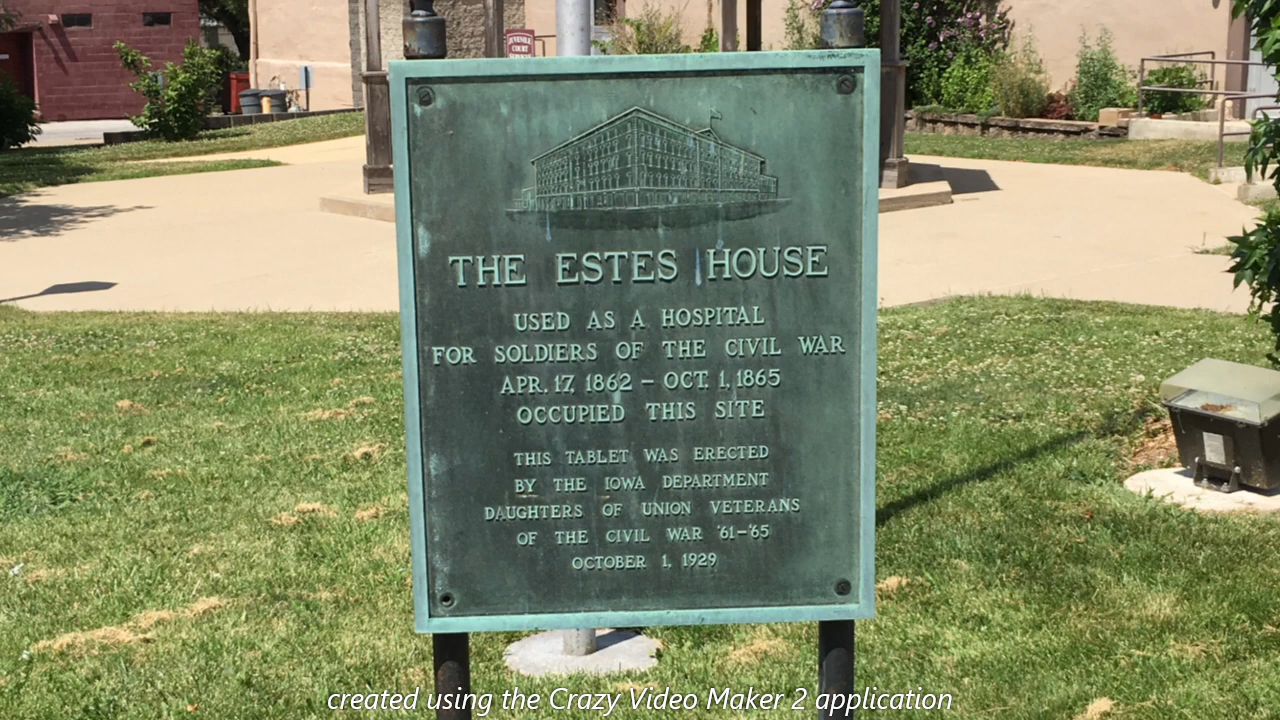 JUVENILE
COURT
THE ESTES HOUSE
USED AS A HOSPITAL
FOR SOLDIERS OF THE CIVIL WAR
APR. 17, 1862 – OCT. 1, 1865
OCCUPIED THIS SITE
THIS TABLET WAS ERECTED
BY THE IOWA DEPARTMENT
DAUGHTERS OF UNION VETERANS
OF THE CIVIL WAR '61–'65
OCTOBER 1, 1929
created using the Crazy Video Maker 2 application